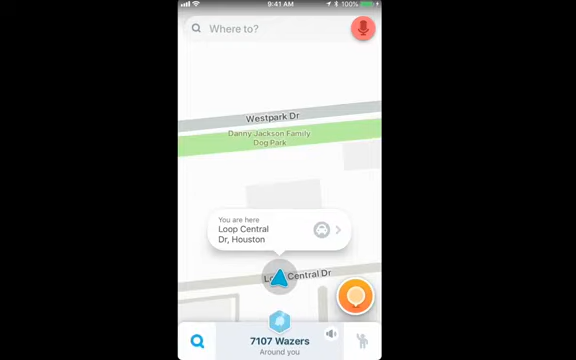 9:41 AM
100%
Where to?
Westpark Dr
Danny Jackson Family
Dog Park
You are here
Loop Central
Dr, Houston
Loop Central Dr
7107 Wazers
Around you